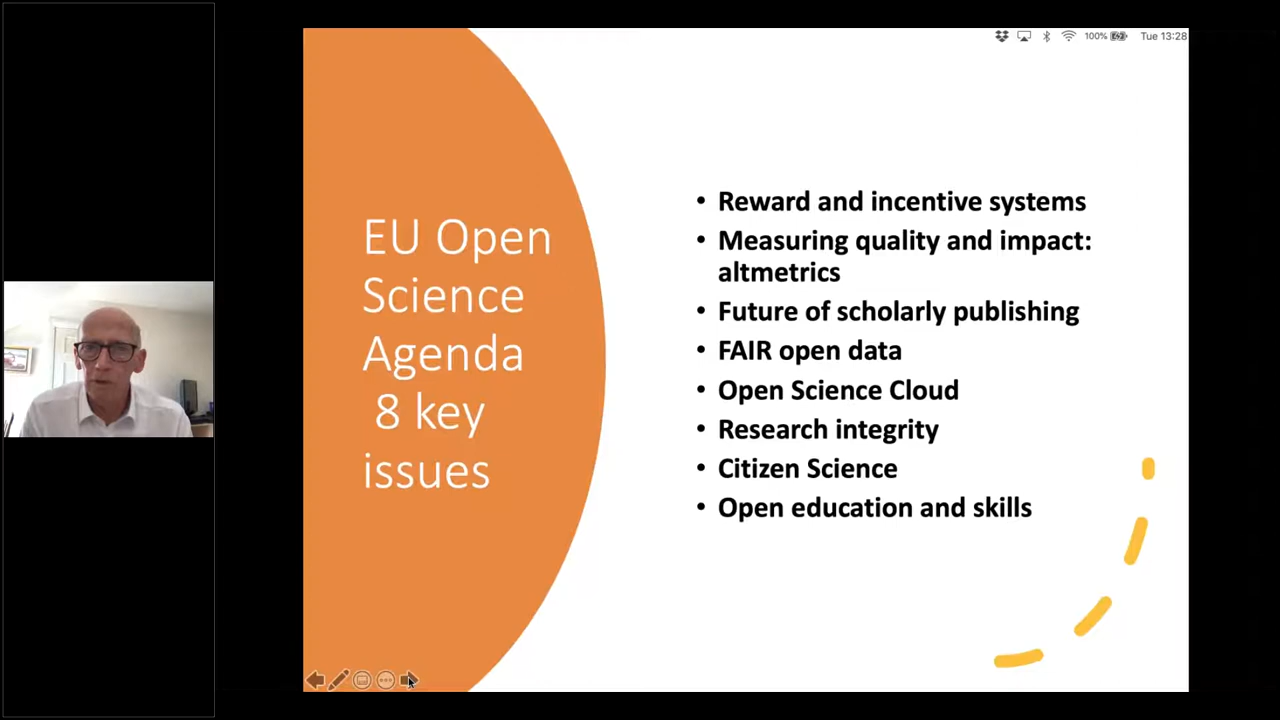 100%
Tue 13:28
EU Open
Science
Agenda
8 key
issues
• Reward and incentive systems
• Measuring quality and impact:
altmetrics
• Future of scholarly publishing
• FAIR open data
• Open Science Cloud
• Research integrity
• Citizen Science
• Open education and skills